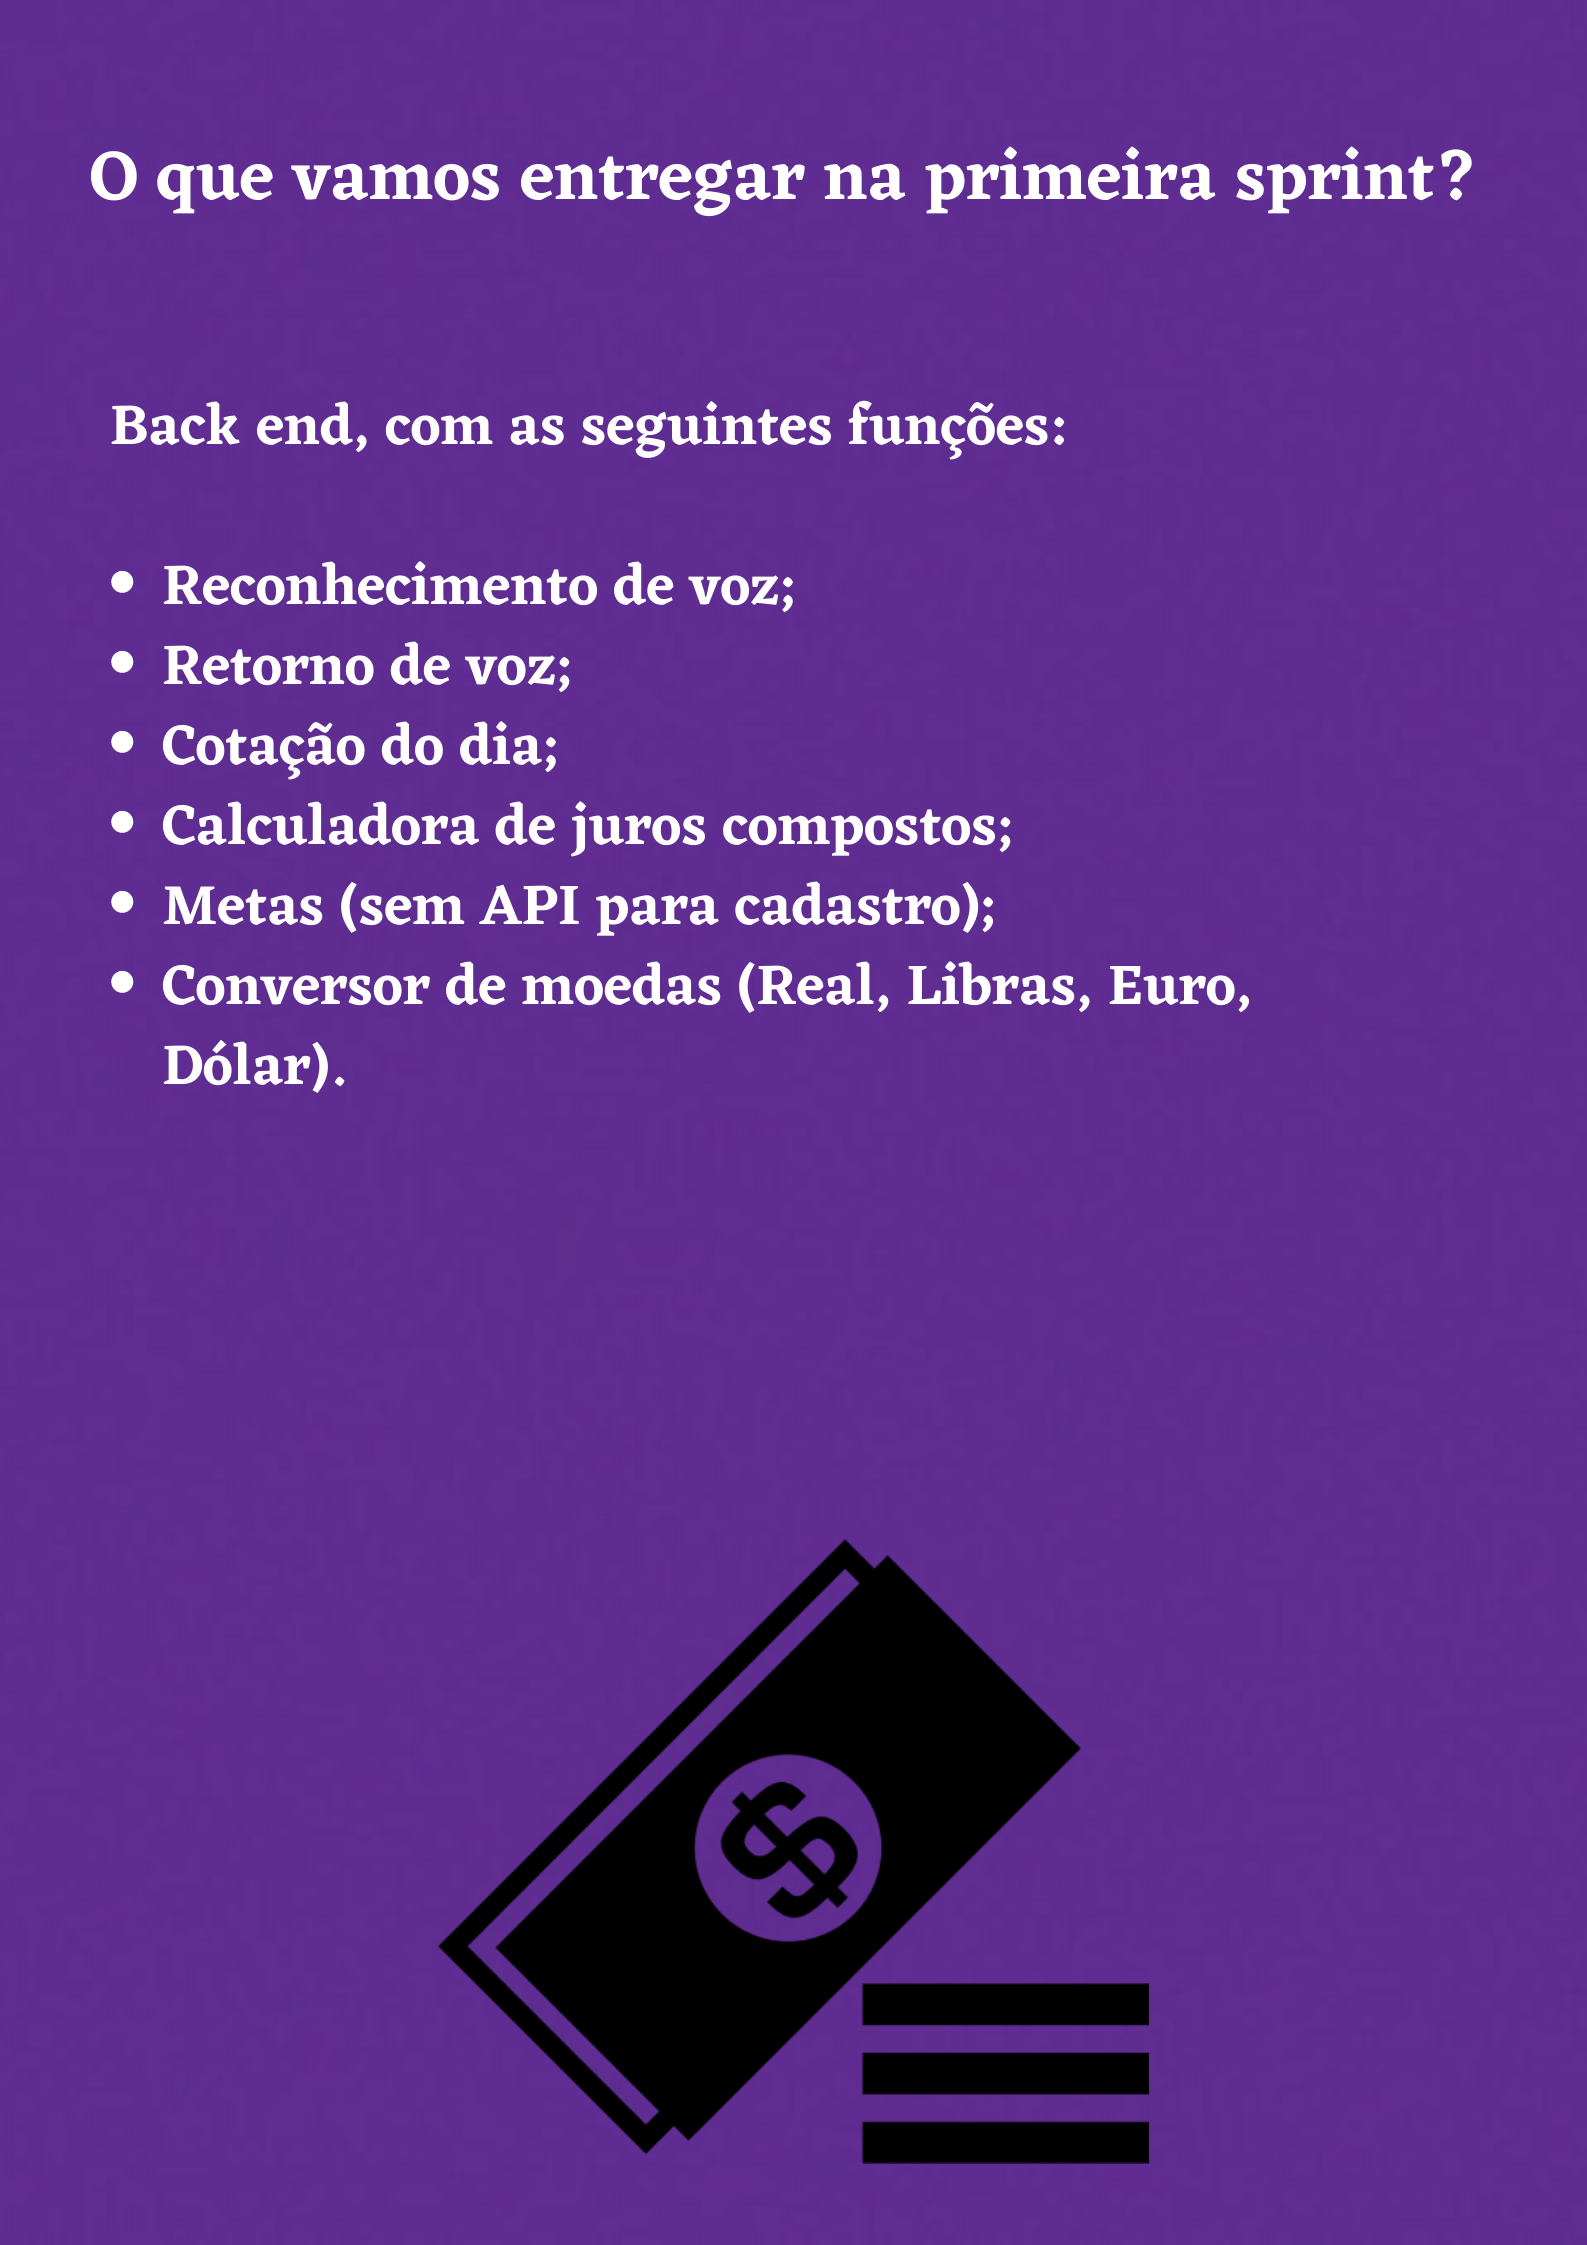 O que vamos entregar na primeira sprint?
Back end, com as seguintes funções:
• Reconhecimento de voz;
• Retorno de voz;
• Cotação do dia;
• Calculadora de juros compostos;
• Metas (sem API para cadastro);
• Conversor de moedas (Real, Libras, Euro,
Dólar).
$